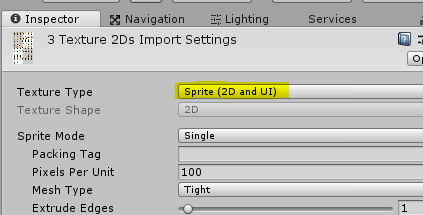 Inspector Navigation Lighting Services
3 Texture 2Ds Import Settings
Texture Type Sprite (2D and UI)
Texture Shape 2D
Sprite Mode Single
Packing Tag
Pixels Per Unit 100
Mesh Type Tight
Extrude Edges 1